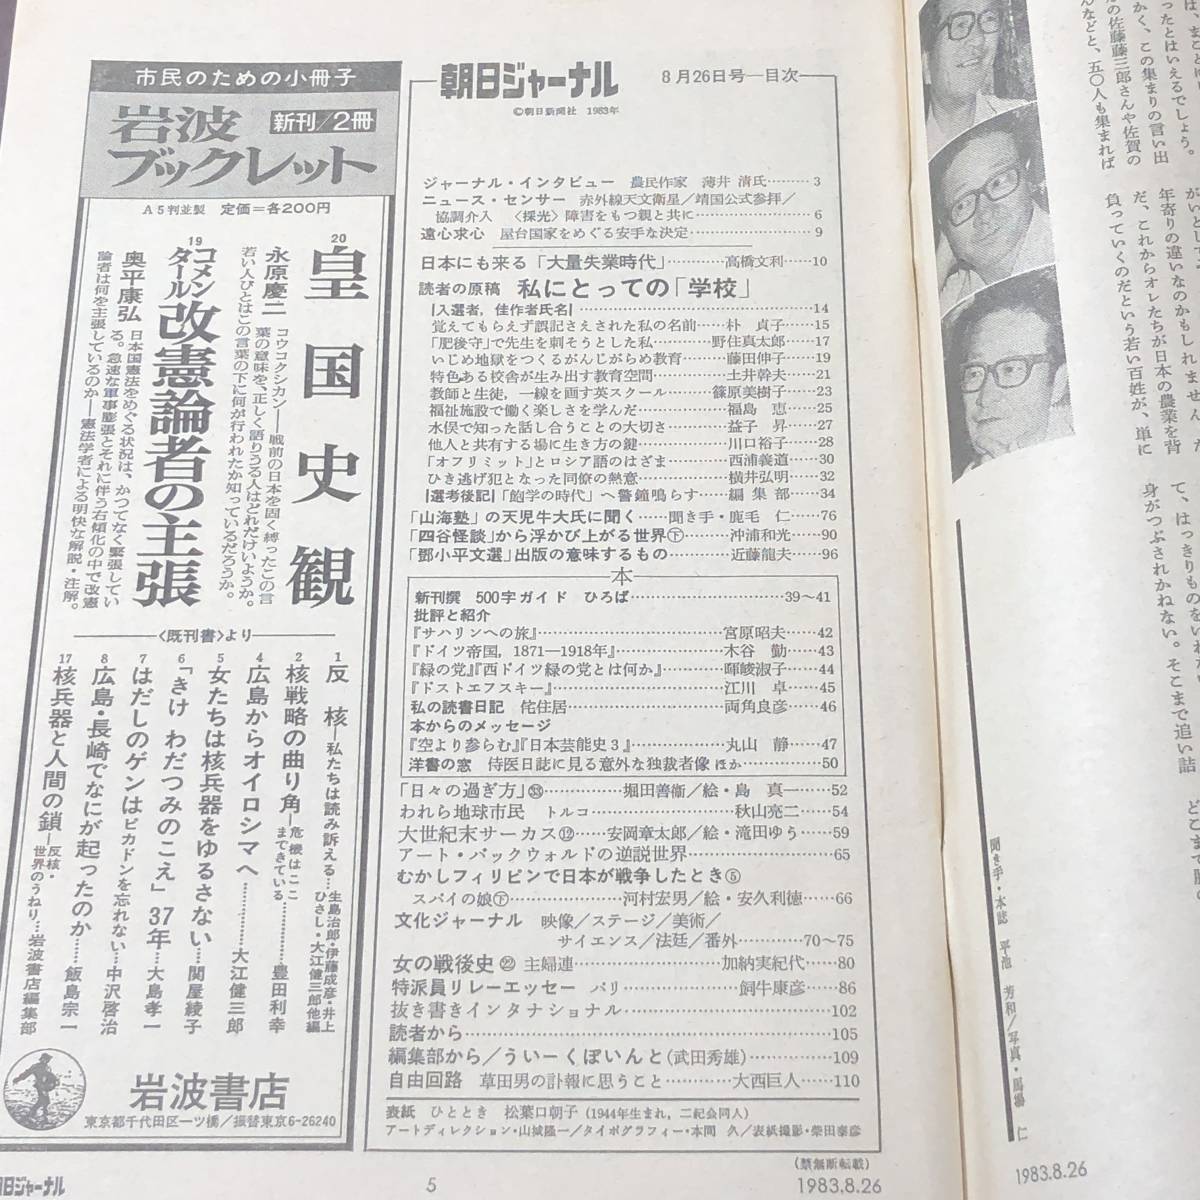 は、まことに
ったとはいえるでしょう。
かく、この集まりの言い出
の佐藤藤三郎さんや佐賀の
んなどと、五〇人も集まれば
年寄りの違いなのかもしれません。た
だ、これからオレたちが日本の農業を背
負っていくのだという若い百姓が、単に
て、はっきりものをいわれ
身がつぶされかねない。そこまで追い詰
聞き手・本誌 平池 芳和/写真・馬場 仁
1983.8.26
朝日ジャーナル 8月26日号―目次
©朝日新聞社 1983年
ジャーナル・インタビュー 農民作家 薄井 清氏………3
ニュース・センサー 赤外線天文衛星/靖国公式参拝/
協調介入 〈採光〉障害をもつ親と共に………6
遠心求心 屋台国家をめぐる安手な決定………9
日本にも来る「大量失業時代」………高橋文利……10
読者の原稿 私にとっての「学校」
|入選者,佳作者氏名|………14
覚えてもらえず誤記さえされた私の名前……朴 貞子……15
「肥後守」で先生を刺そうとした私………野住真太郎……17
いじめ地獄をつくるがんじがらめ教育……藤田伸子……19
特色ある校舎が生み出す教育空間………土井幹夫……21
教師と生徒,一線を画す英スクール……篠原美樹子……23
福祉施設で働く楽しさを学んだ………福島 恵……25
水俣で知った話し合うことの大切さ……益子 昇……27
他人と共有する場に生き方の鍵………川口裕子……28
「オフリミット」とロシア語のはざま……西浦義道……30
ひき逃げ犯となった同僚の熱意………横井弘明……32
|選考後記|「飽学の時代」へ警鐘鳴らす……編集部……34
「山海塾」の天児牛大氏に聞く……聞き手・鹿毛 仁……76
「四谷怪談」から浮かび上がる世界㊦……沖浦和光……90
「鄧小平文選」出版の意味するもの………近藤龍夫……96
本
新刊撰 500字ガイド ひろば………39〜41
批評と紹介
『サハリンへの旅』………宮原昭夫……42
『ドイツ帝国,1871―1918年』………木谷 勤……43
『緑の党』『西ドイツ緑の党とは何か』………暉峻淑子……44
『ドストエフスキー』………江川 卓……45
私の読書日記 侘住居………両角良彦……46
本からのメッセージ
『空より参らむ』『日本芸能史3』………丸山 静……47
洋書の窓 侍医日誌に見る意外な独裁者像 ほか………50
「日々の過ぎ方」㉝………堀田善衞/絵・島 真一……52
われら地球市民 トルコ………秋山亮二……54
大世紀末サーカス⑫……安岡章太郎/絵・滝田ゆう……59
アート・バックウォルドの逆説世界………65
むかしフィリピンで日本が戦争したとき⑤
スパイの娘㊦………河村宏男/絵・安久利徳……66
文化ジャーナル 映像/ステージ/美術/
サイエンス/法廷/番外………70〜75
女の戦後史㉒ 主婦連………加納実紀代……80
特派員リレーエッセー パリ………飼牛康彦……86
抜き書きインタナショナル………102
読者から………105
編集部から/ういーくぽいんと(武田秀雄)………109
自由回路 草田男の訃報に思うこと………大西巨人……110
表紙 ひととき 松葉口朝子(1944年生まれ,二紀会同人)
アートディレクション・山城隆一/タイポグラフィー・本間 久/表紙撮影・柴田泰彦
(禁無断転載)
1983.8.26
市民のための小冊子
岩波ブックレット
新刊/2冊
A5判並製 定価=各200円
20
皇国史観
永原慶二
コウコクシカン――戦前の日本を固く縛ったこの言
葉の意味を、正しく語りうる人はどれだけいようか。
若い人びとはこの言葉の下に何が行われたか知っているだろうか。
19
コメンタール改憲論者の主張
奥平康弘
日本国憲法をめぐる状況は、かつてなく緊張してい
る。急速な軍事膨張とそれに伴う右傾化の中で改憲
論者は何を主張しているのか―憲法学者による明快な解説・注解。
〈既刊書〉より
1 反核―私たちは読み訴える…生島治郎・伊藤成彦・井上ひさし・大江健三郎他編
2 核戦略の曲り角―危機はここまできている………豊田利幸
4 広島からオイロシマへ………大江健三郎
5 女たちは核兵器をゆるさない………関屋綾子
6 「きけ わだつみのこえ」37年……大島孝一
7 はだしのゲンはピカドンを忘れない……中沢啓治
8 広島・長崎でなにが起ったのか………飯島宗一
17 核兵器と人間の鎖―反核・世界のうねり…岩波書店編集部
岩波書店
東京都千代田区一ツ橋/振替東京6-26240
朝日ジャーナル
5